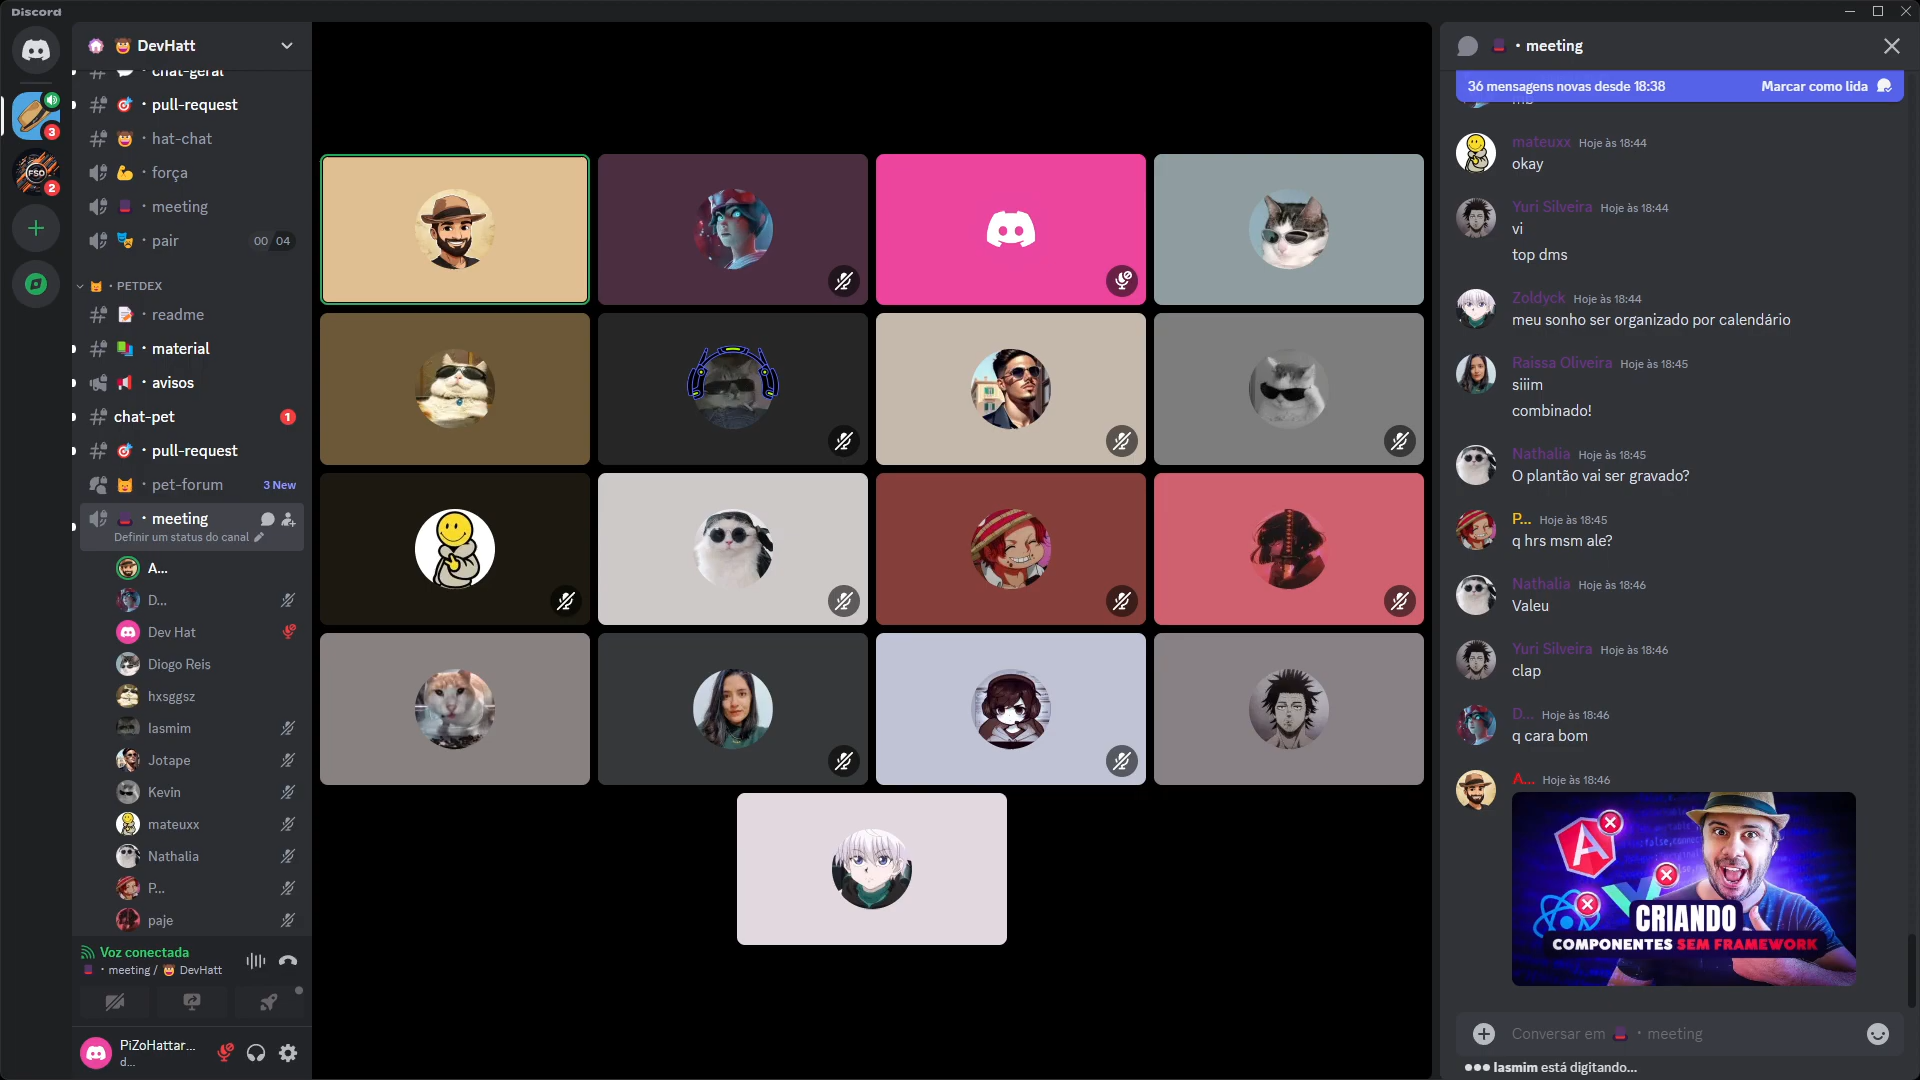 Discord
DevHatt
chat-geral
pull-request
hat-chat
força
meeting
pair
00 04
PETDEX
readme
material
avisos
chat-pet
1
pull-request
pet-forum
3 New
meeting
Definir um status do canal
A...
D...
Dev Hat
Diogo Reis
hxsggsz
Iasmim
Jotape
Kevin
mateuxx
Nathalia
P...
paje
Voz conectada
meeting / DevHatt
PiZoHattar...
d...
3
FSO
2
meeting
36 mensagens novas desde 18:38
Marcar como lida
mateuxx Hoje às 18:44
okay
Yuri Silveira Hoje às 18:44
vi
top dms
Zoldyck Hoje às 18:44
meu sonho ser organizado por calendário
Raissa Oliveira Hoje às 18:45
siiim
combinado!
Nathalia Hoje às 18:45
O plantão vai ser gravado?
P... Hoje às 18:45
q hrs msm ale?
Nathalia Hoje às 18:46
Valeu
Yuri Silveira Hoje às 18:46
clap
D... Hoje às 18:46
q cara bom
A... Hoje às 18:46
CRIANDO
COMPONENTES SEM FRAMEWORK
Conversar em meeting
Iasmim está digitando...